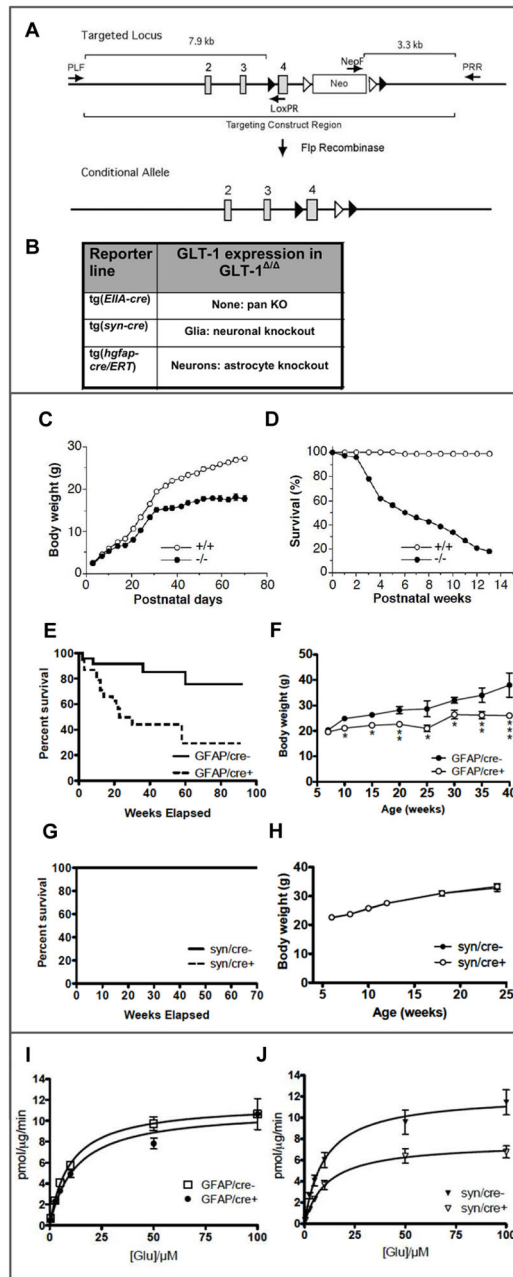 A
Targeted Locus
7.9 kb
3.3 kb
PLF
NeoF
PRR
2 3 4
Neo
LoxPR
Targeting Construct Region
Flp Recombinase
Conditional Allele
2 3 4
B
Reporter line
GLT-1 expression in GLT-1Δ/Δ
tg(EIIA-cre)
None: pan KO
tg(syn-cre)
Glia: neuronal knockout
tg(hgfap-cre/ERT)
Neurons: astrocyte knockout
C
Body weight (g)
30
20
10
0
0 20 40 60 80
Postnatal days
+/+
-/-
D
Survival (%)
100
80
60
40
20
0
0 2 4 6 8 10 12 14
Postnatal weeks
+/+
-/-
E
Percent survival
100
80
60
40
20
0
0 20 40 60 80 100
Weeks Elapsed
GFAP/cre-
GFAP/cre+
F
Body weight (g)
50
40
30
20
10
0
5 10 15 20 25 30 35 40
Age (weeks)
GFAP/cre-
GFAP/cre+
* * ** * ** ** ***
G
Percent survival
100
80
60
40
20
0
0 10 20 30 40 50 60 70
Weeks Elapsed
syn/cre-
syn/cre+
H
Body weight (g)
40
30
20
10
0
5 10 15 20 25
Age (weeks)
syn/cre-
syn/cre+
I
pmol/µg/min
14
12
10
8
6
4
2
0
0 25 50 75 100
[Glu]/µM
GFAP/cre-
GFAP/cre+
J
pmol/µg/min
14
12
10
8
6
4
2
0
0 25 50 75 100
[Glu]/µM
syn/cre-
syn/cre+